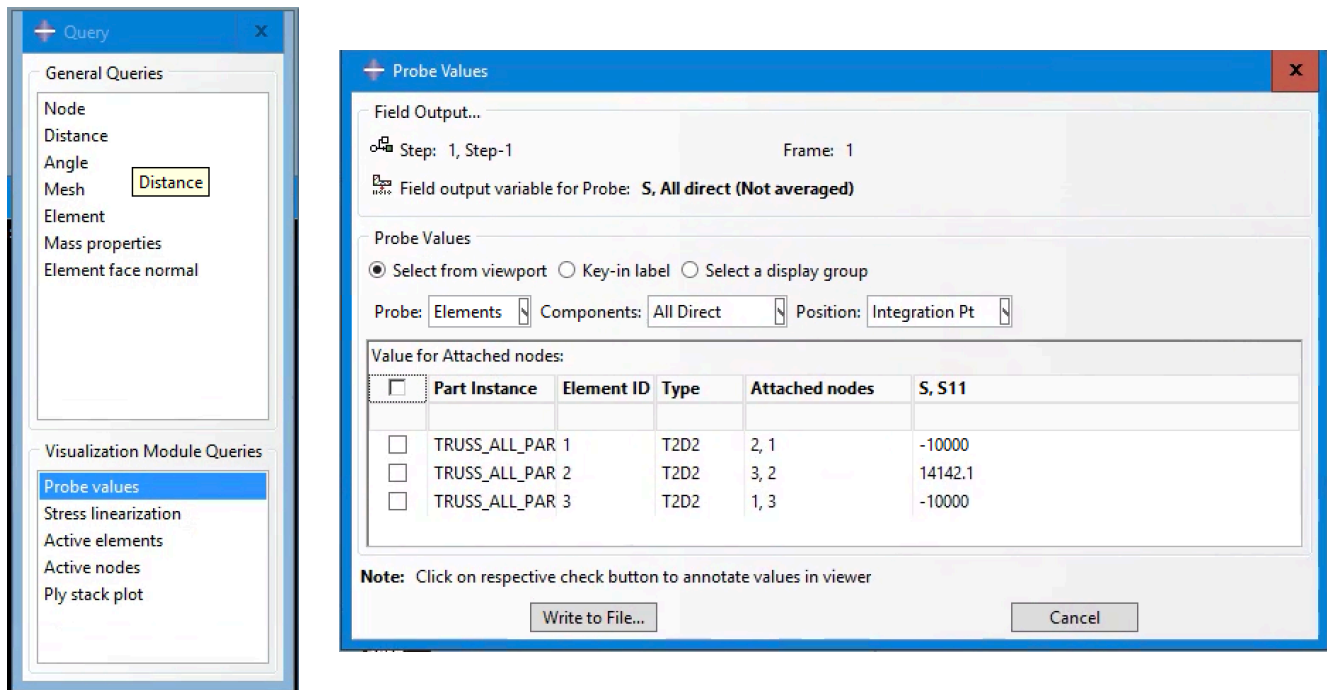 Query
x
General Queries
Node
Distance
Angle
Mesh
Distance
Element
Mass properties
Element face normal
Visualization Module Queries
Probe values
Stress linearization
Active elements
Active nodes
Ply stack plot
Probe Values
x
Field Output...
Step: 1, Step-1 Frame: 1
Field output variable for Probe: S, All direct (Not averaged)
Probe Values
Select from viewport Key-in label Select a display group
Probe: Elements Components: All Direct Position: Integration Pt
Value for Attached nodes:
Part Instance Element ID Type Attached nodes S, S11
TRUSS_ALL_PAR 1 T2D2 2, 1 -10000
TRUSS_ALL_PAR 2 T2D2 3, 2 14142.1
TRUSS_ALL_PAR 3 T2D2 1, 3 -10000
Note: Click on respective check button to annotate values in viewer
Write to File... Cancel